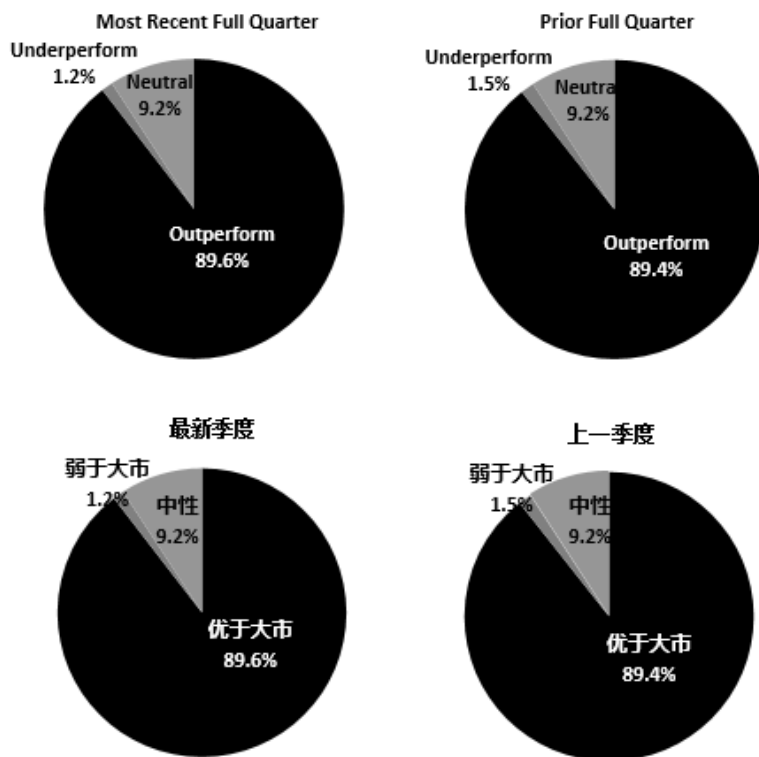 Most Recent Full Quarter
Underperform
1.2%
Neutral
9.2%
Outperform
89.6%
Prior Full Quarter
Underperform
1.5%
Neutra
9.2%
Outperform
89.4%
最新季度
弱于大市
1.2%
中性
9.2%
优于大市
89.6%
上一季度
弱于大市
1.5%
中性
9.2%
优于大市
89.4%